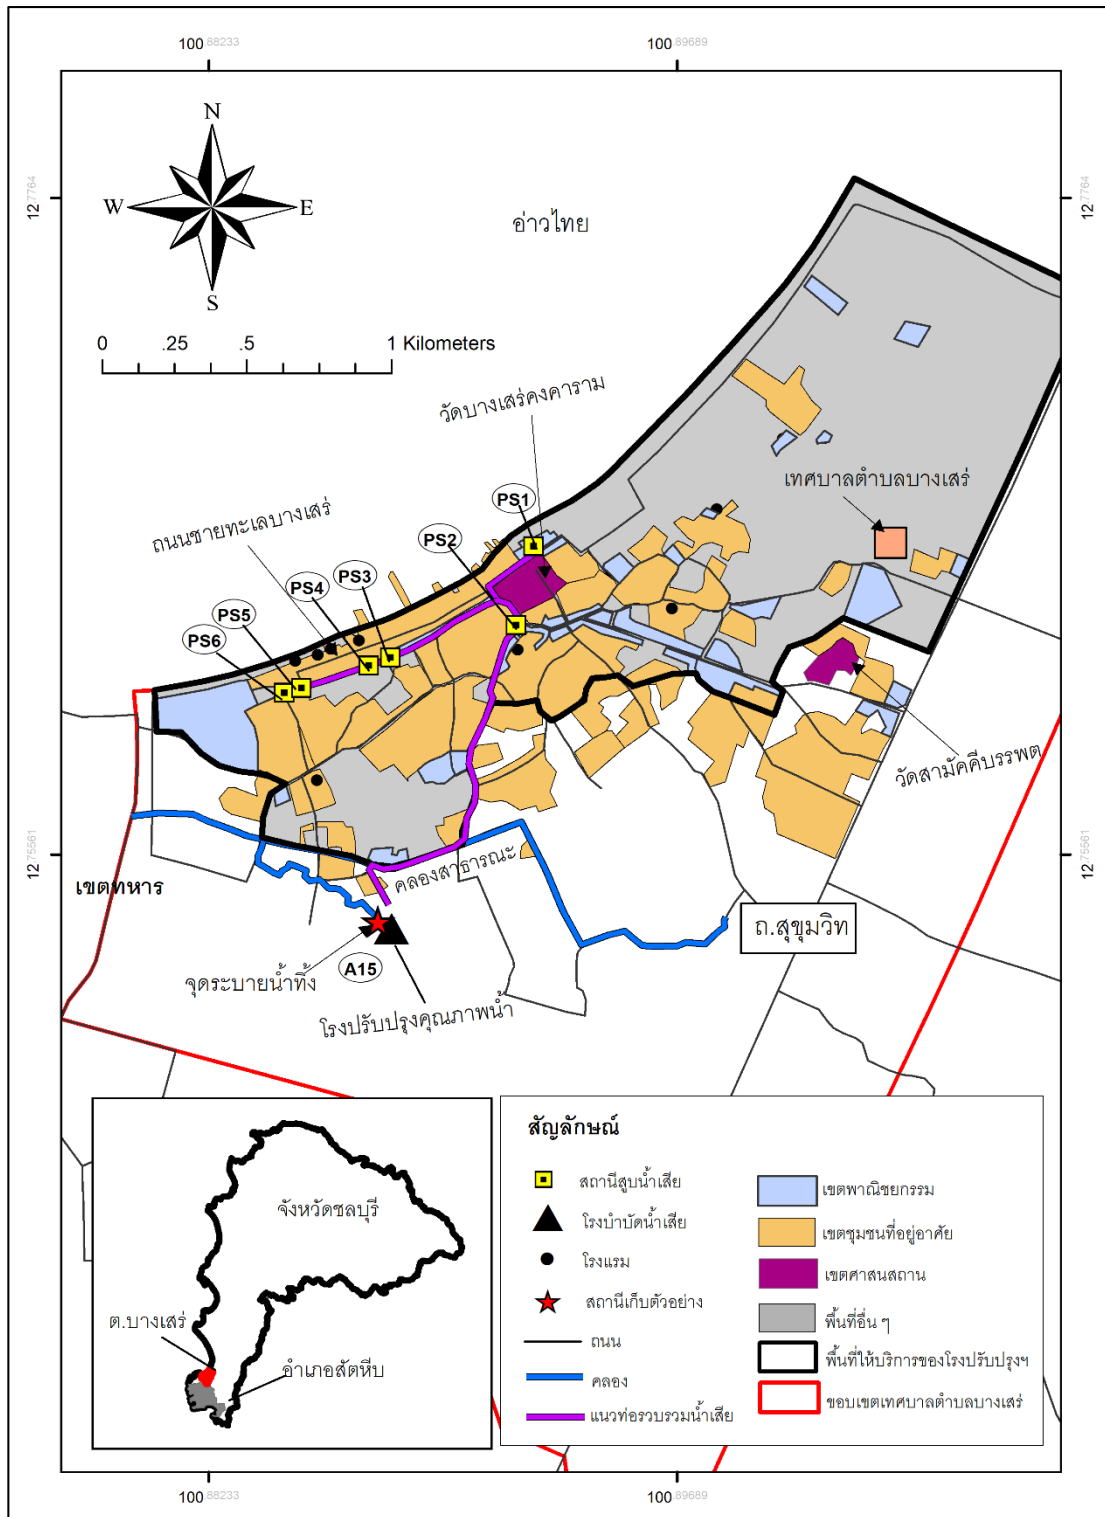 100.88233
100.89689
12.7764
12.7764
N
W
E
S
อ่าวไทย
0 .25 .5 1 Kilometers
วัดบางเสร่คงคาราม
เทศบาลตำบลบางเสร่
ถนนชายทะเลบางเสร่
PS1
PS2
PS3
PS4
PS5
PS6
วัดสามัคคีบรรพต
12.75561
12.75561
เขตทหาร
คลองสาธารณะ
ถ.สุขุมวิท
A15
จุดระบายน้ำทิ้ง
โรงปรับปรุงคุณภาพน้ำ
จังหวัดชลบุรี
ต.บางเสร่
อำเภอสัตหีบ
สัญลักษณ์
สถานีสูบน้ำเสีย
โรงบำบัดน้ำเสีย
โรงแรม
สถานีเก็บตัวอย่าง
ถนน
คลอง
แนวท่อรวบรวมน้ำเสีย
เขตพาณิชยกรรม
เขตชุมชนที่อยู่อาศัย
เขตศาสนสถาน
พื้นที่อื่น ๆ
พื้นที่ให้บริการของโรงปรับปรุงฯ
ขอบเขตเทศบาลตำบลบางเสร่
100.88233
100.89689